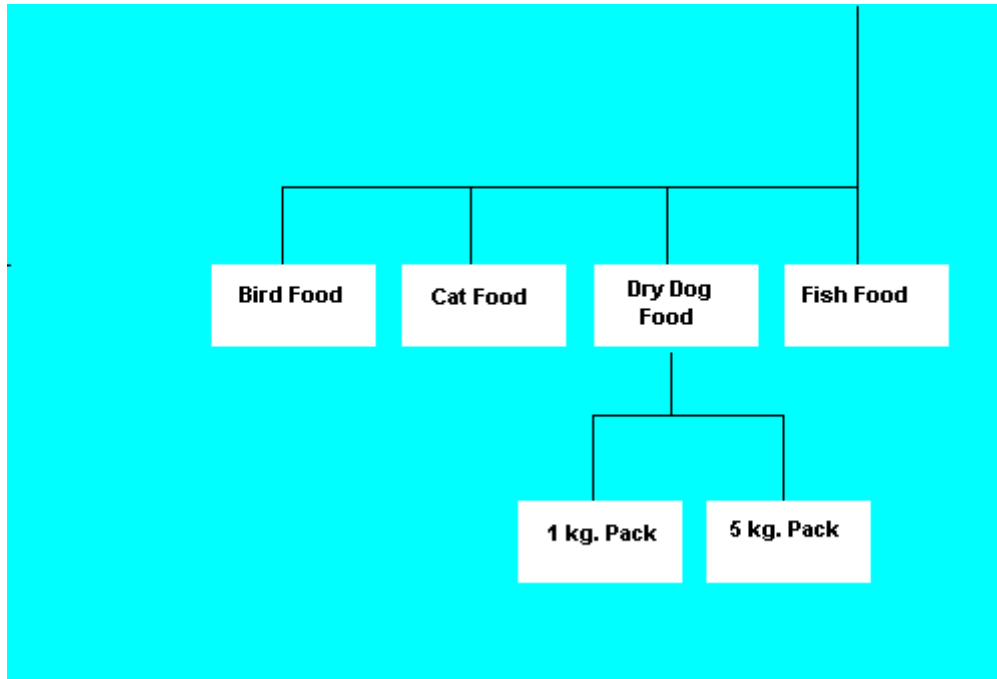 Bird Food
Cat Food
Dry Dog
Food
Fish Food
1 kg. Pack
5 kg. Pack